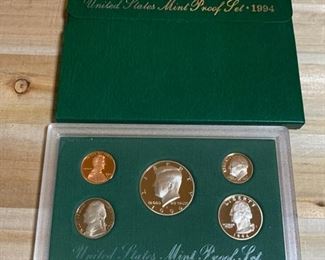 United States Mint Proof Set · 1994
LIBERTY
United States Mint Proof Set